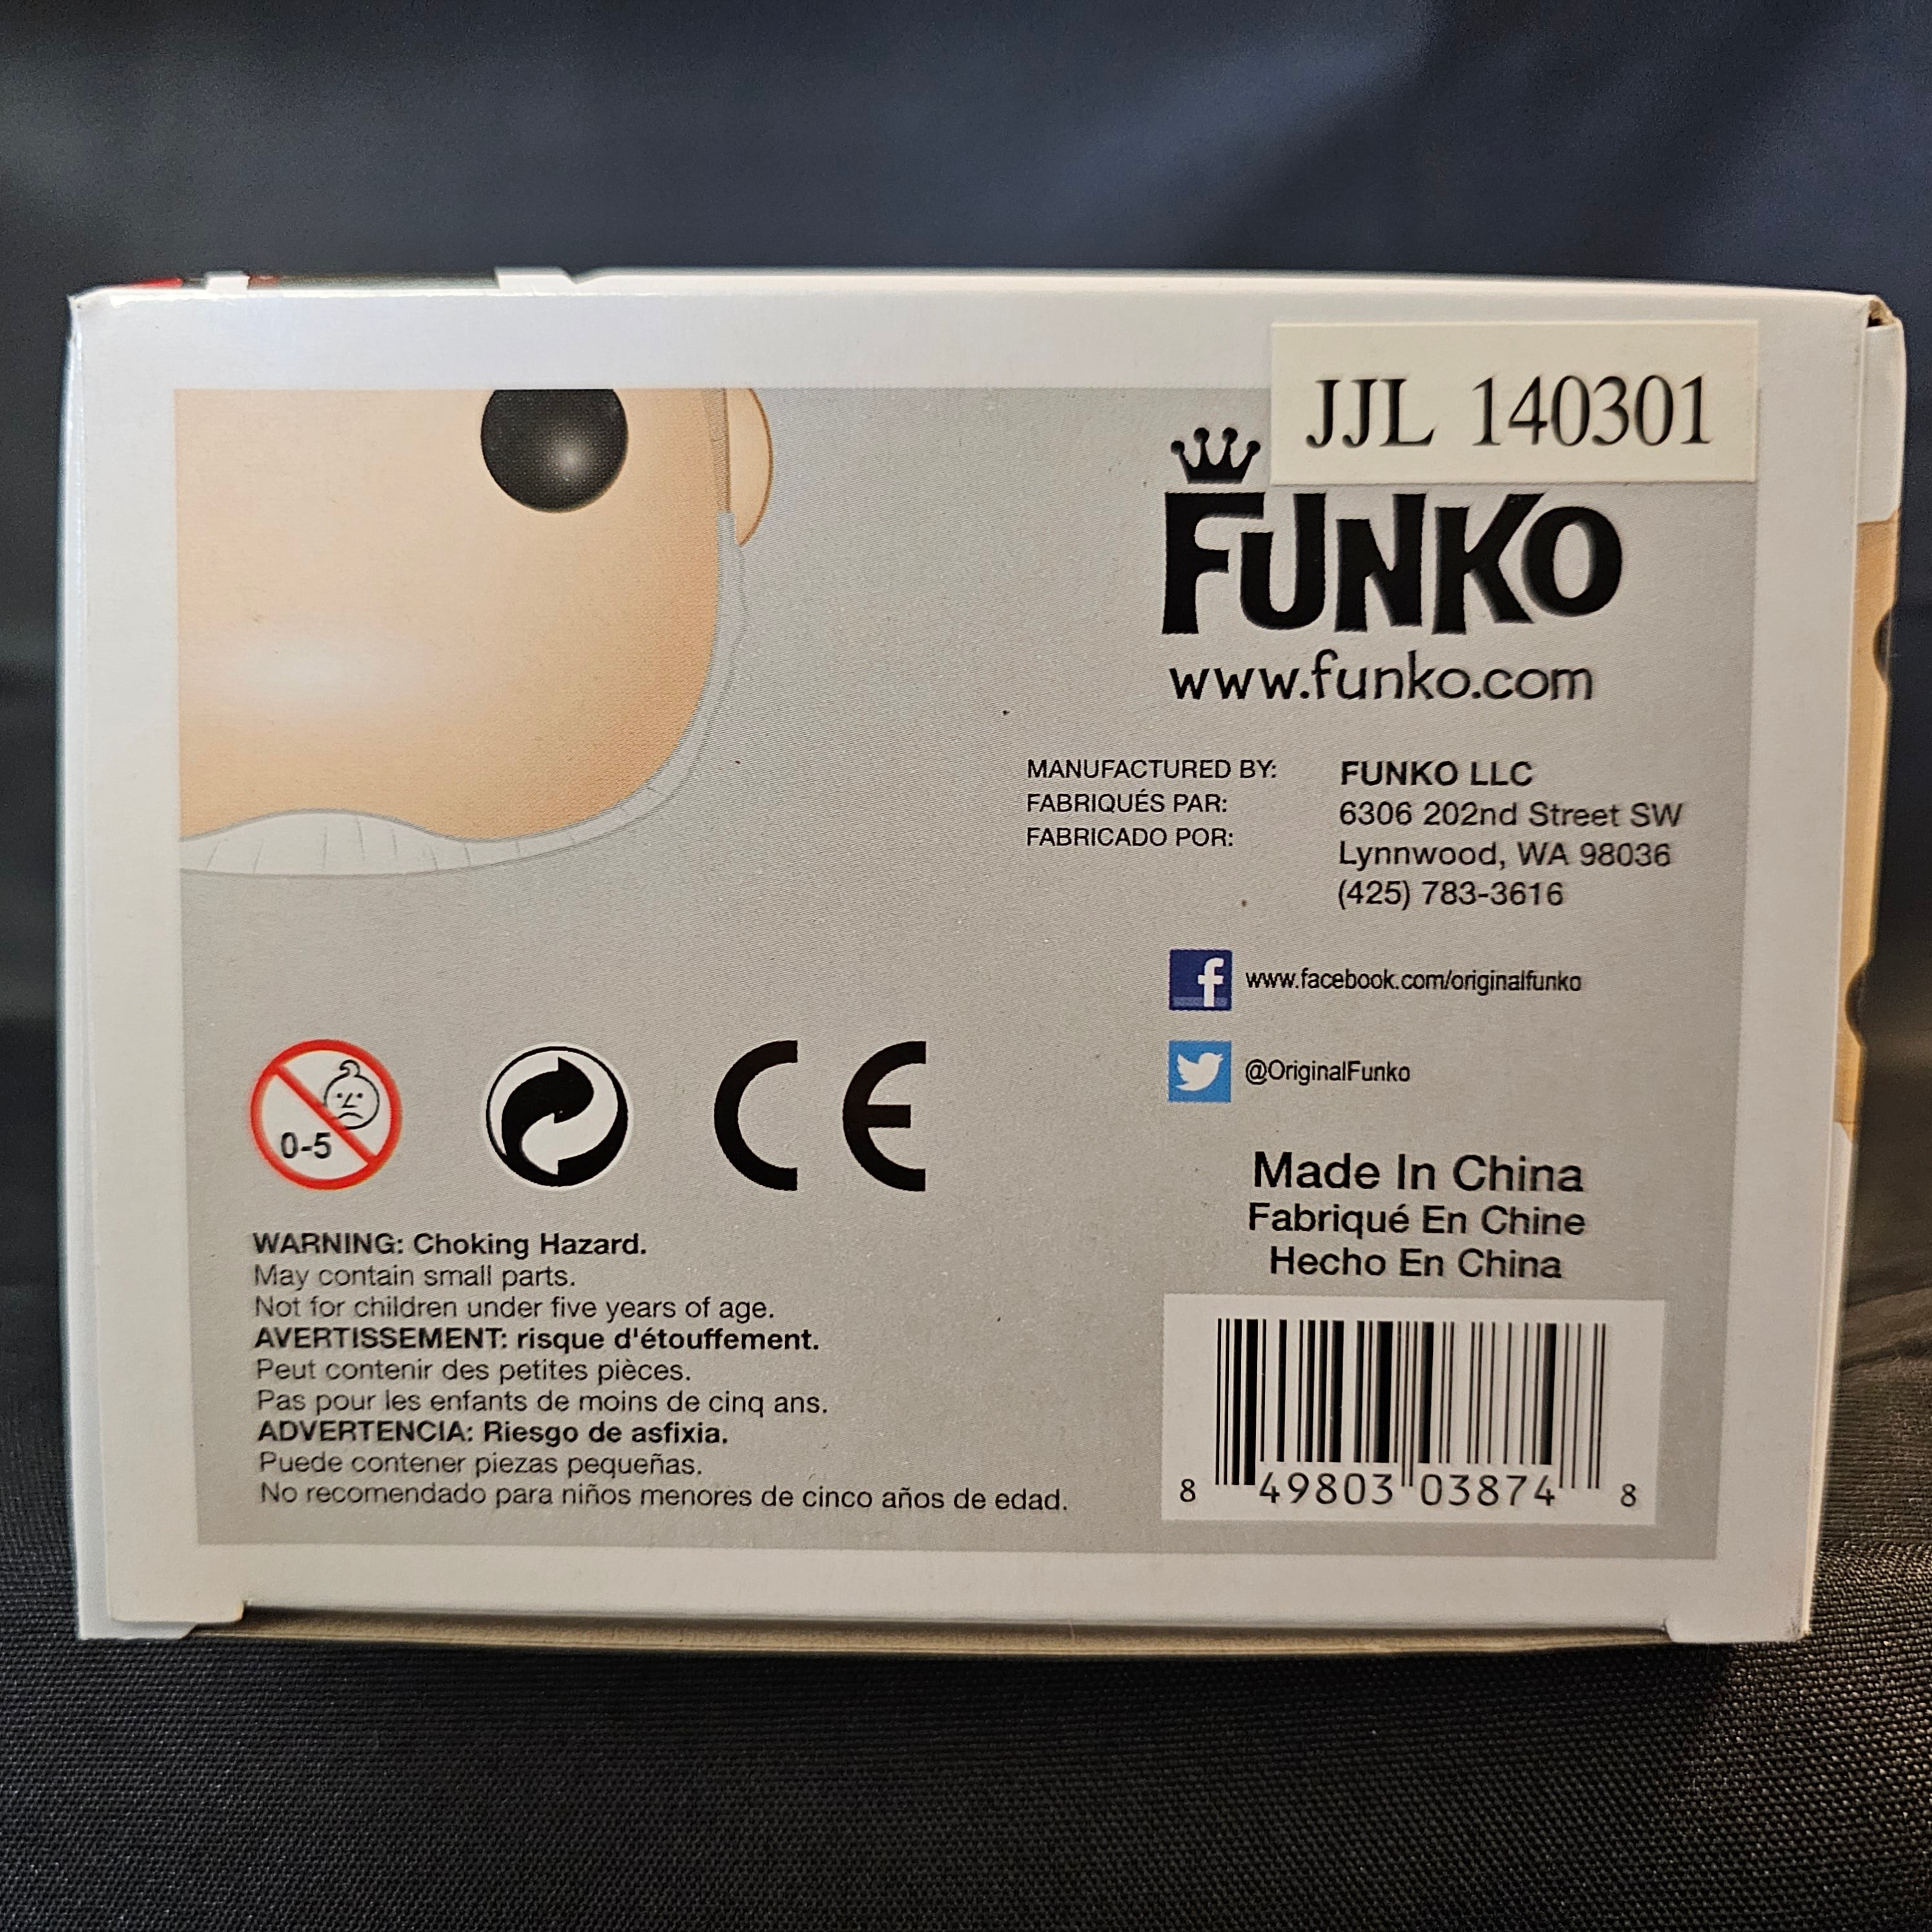 JJL 140301
FUNKO
www.funko.com
MANUFACTURED BY:
FABRIQUÉS PAR:
FABRICADO POR:
FUNKO LLC
6306 202nd Street SW
Lynnwood, WA 98036
(425) 783-3616
f www.facebook.com/originalfunko
@OriginalFunko
0-5
CE
WARNING: Choking Hazard.
May contain small parts.
Not for children under five years of age.
AVERTISSEMENT: risque d'étouffement.
Peut contenir des petites pièces.
Pas pour les enfants de moins de cinq ans.
ADVERTENCIA: Riesgo de asfixia.
Puede contener piezas pequeñas.
No recomendado para niños menores de cinco años de edad.
Made In China
Fabriqué En Chine
Hecho En China
8 49803 03874 8